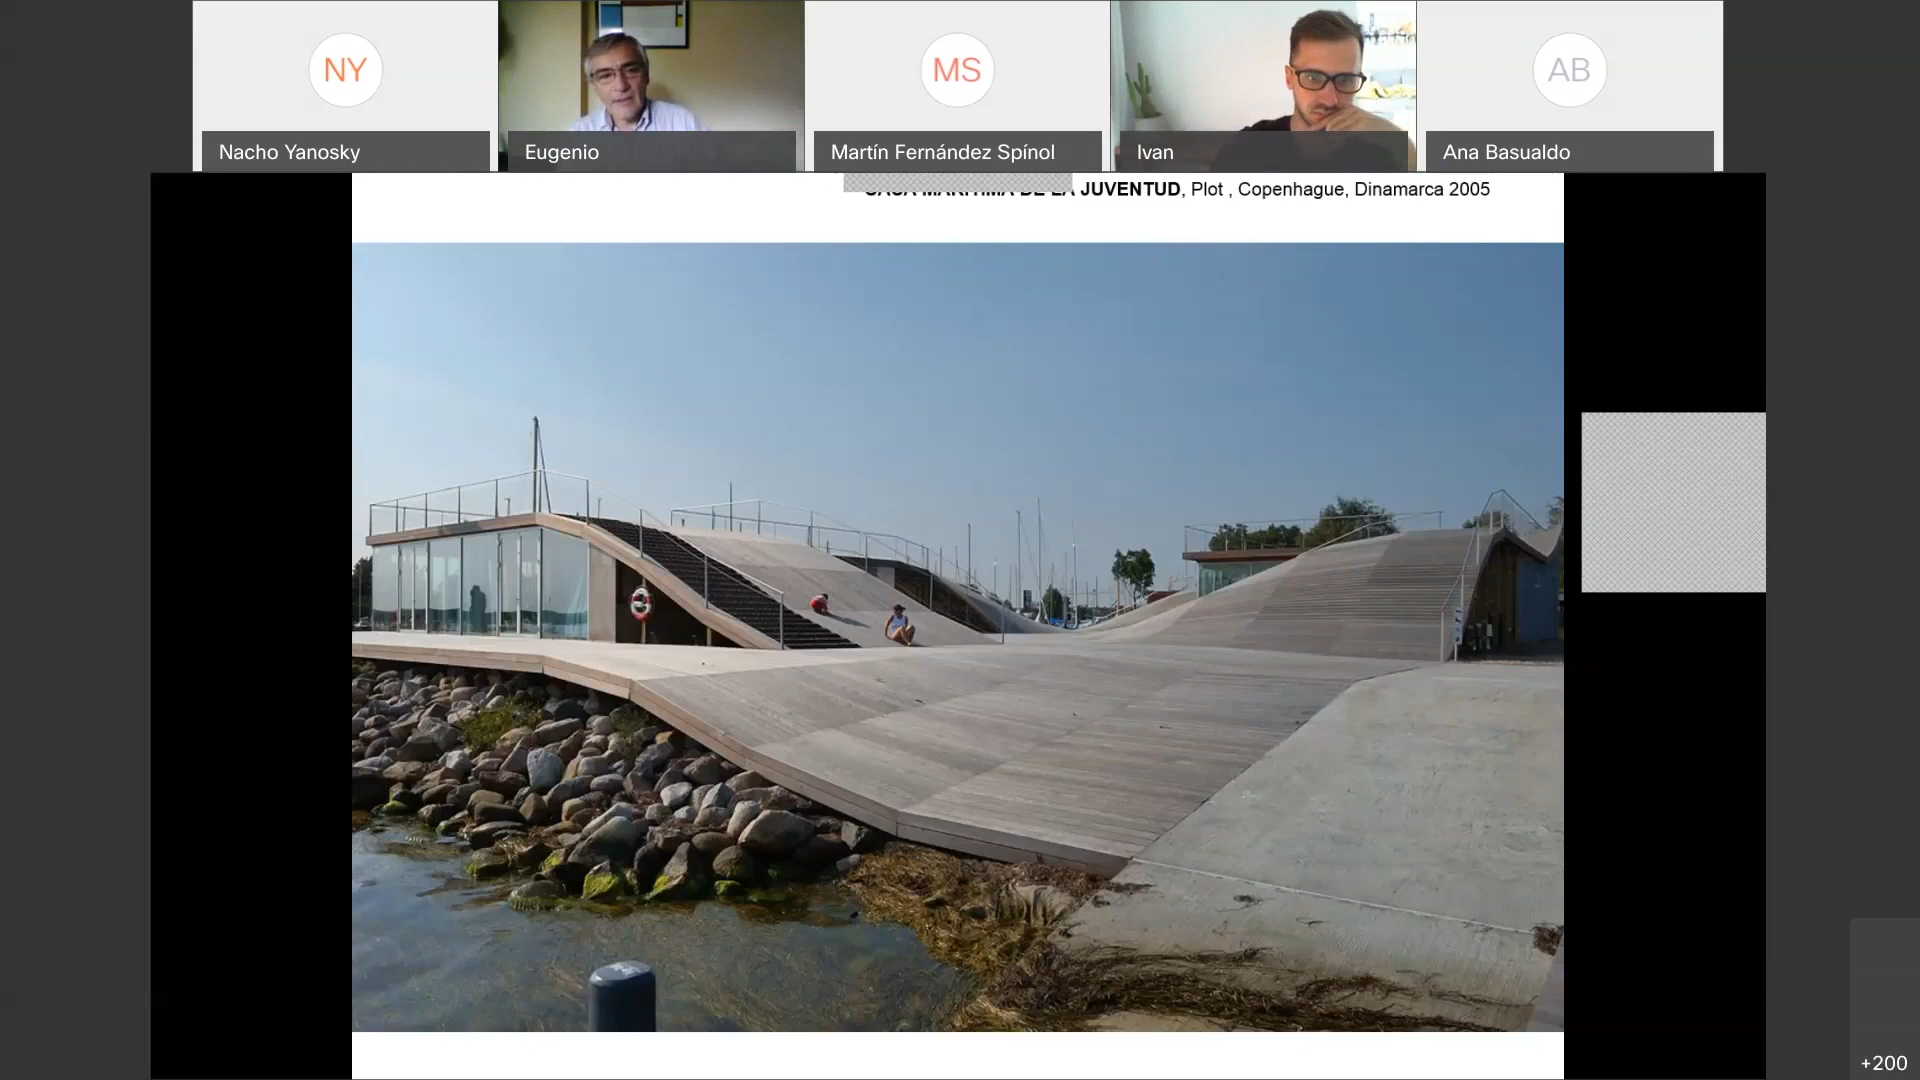 NY
MS
AB
Nacho Yanosky
Eugenio
Martín Fernández Spínol
Ivan
Ana Basualdo
JUVENTUD, Plot , Copenhague, Dinamarca 2005
+200